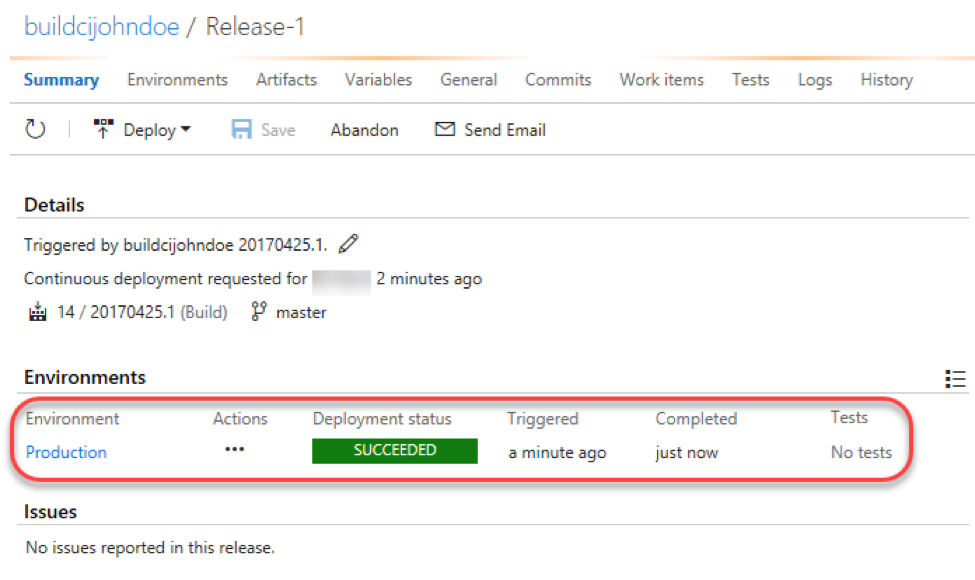 buildcijohndoe / Release-1
Summary Environments Artifacts Variables General Commits Work items Tests Logs History
Deploy Save Abandon Send Email
Details
Triggered by buildcijohndoe 20170425.1.
Continuous deployment requested for 2 minutes ago
14 / 20170425.1 (Build) master
Environments
Environment Actions Deployment status Triggered Completed Tests
Production ••• SUCCEEDED a minute ago just now No tests
Issues
No issues reported in this release.